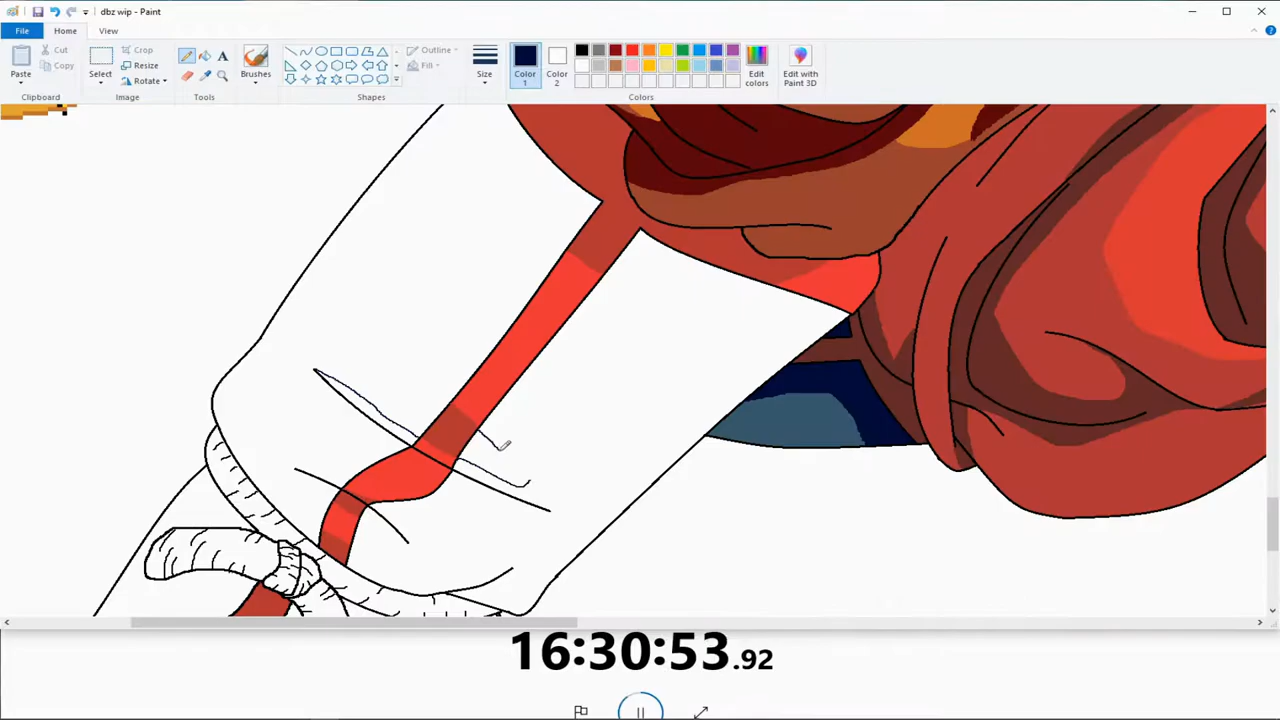 dbz wip - Paint
File Home View
Paste
Cut
Copy
Clipboard
Select
Crop
Resize
Rotate
Image
A
Tools
Brushes
Outline
Fill
Shapes
Size
Color 1
Color 2
Edit colors
Colors
Edit with Paint 3D
16:30:53.92